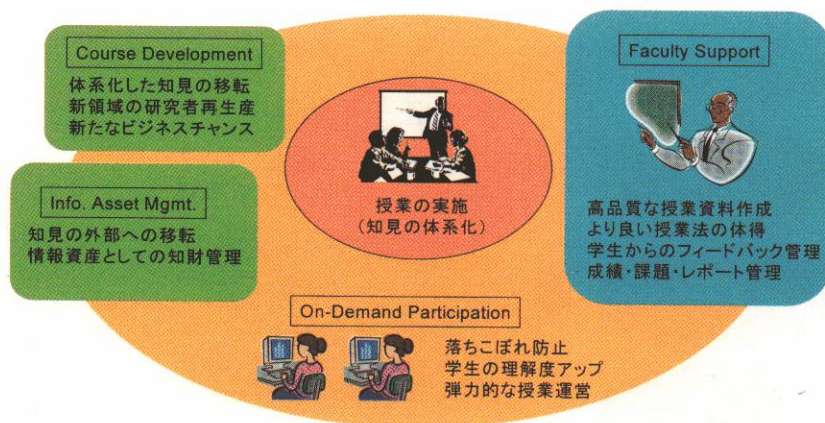 Course Development
体系化した知見の移転
新領域の研究者再生産
新たなビジネスチャンス
Info. Asset Mgmt.
知見の外部への移転
情報資産としての知財管理
授業の実施
(知見の体系化)
Faculty Support
高品質な授業資料作成
より良い授業法の体得
学生からのフィードバック管理
成績・課題・レポート管理
On-Demand Participation
落ちこぼれ防止
学生の理解度アップ
弾力的な授業運営